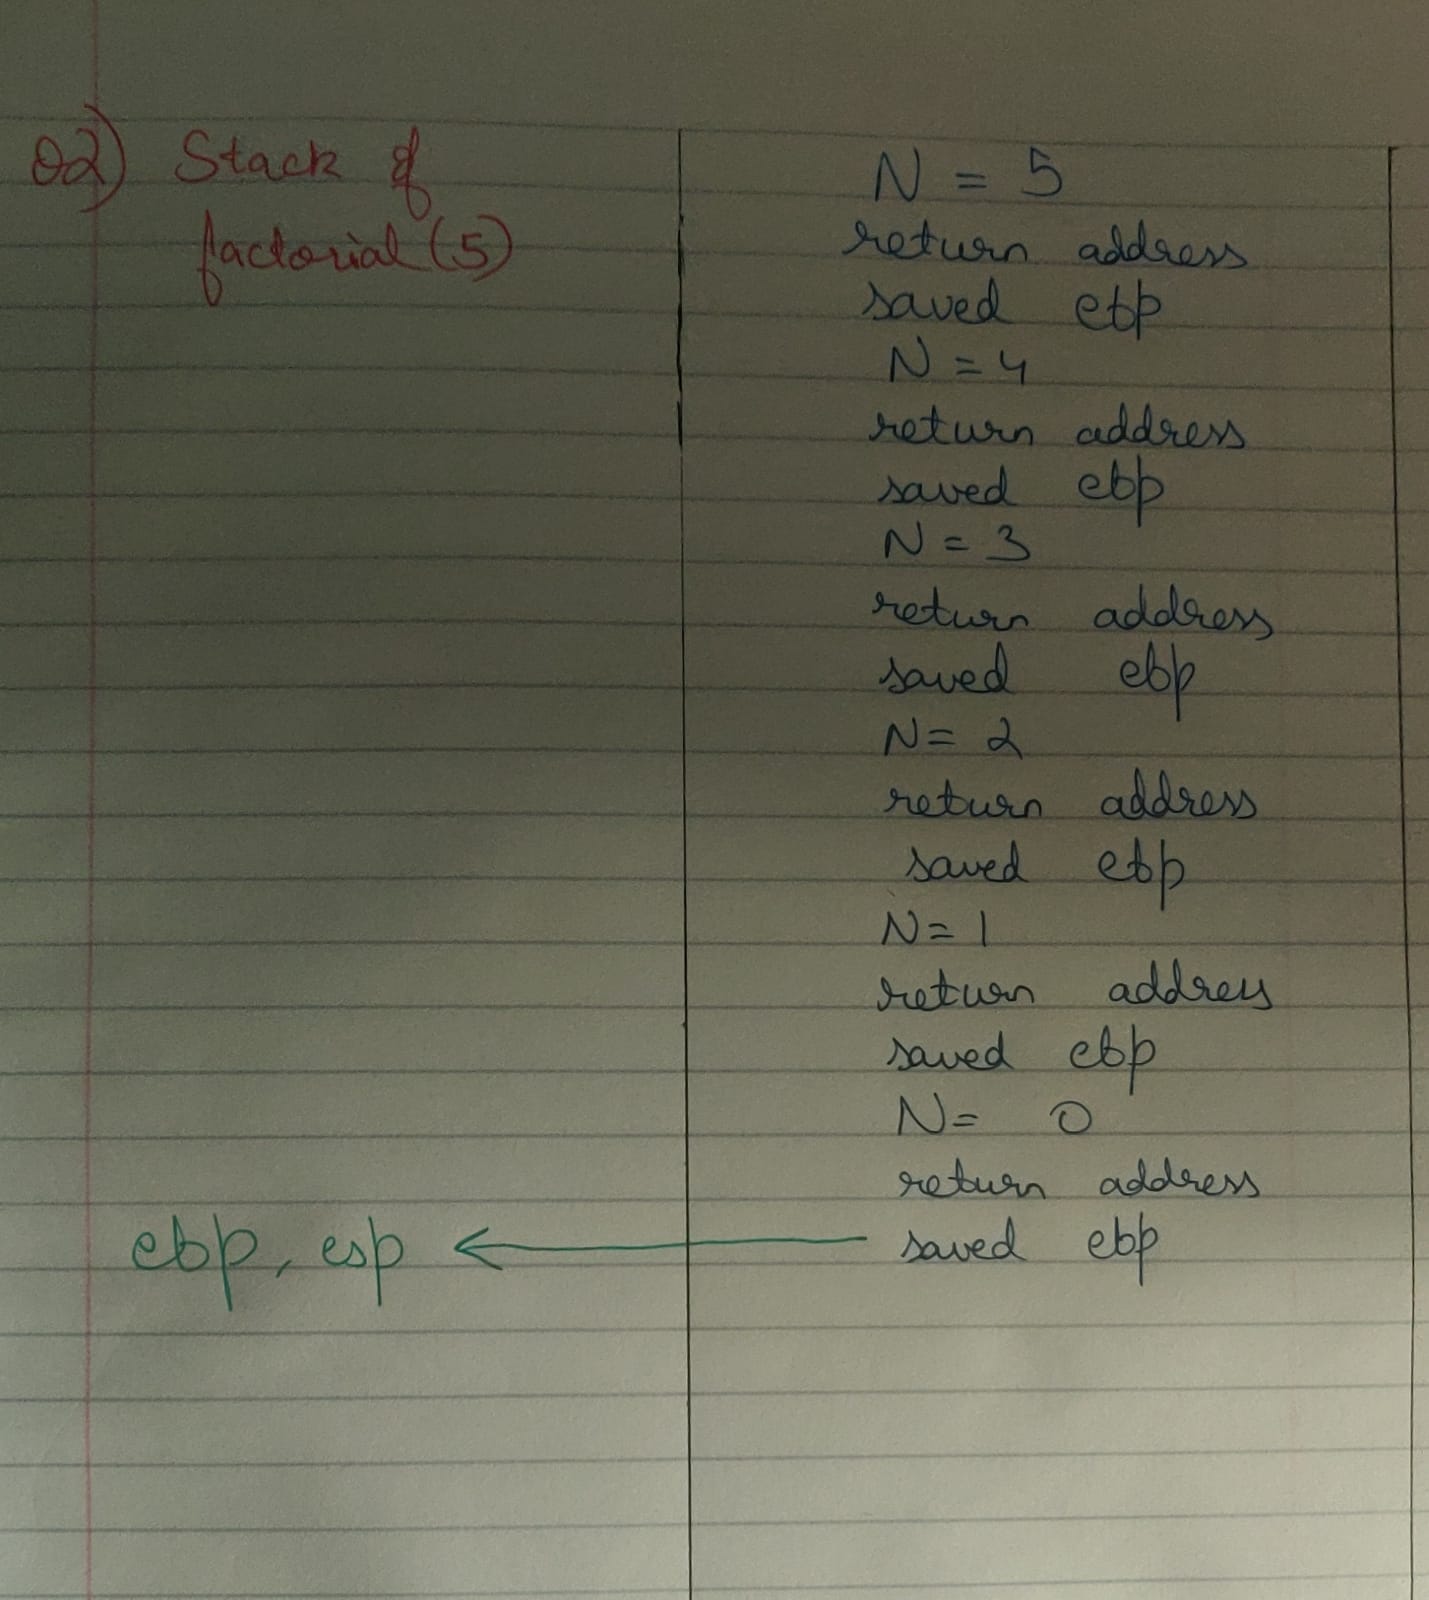 Q2) Stack of
factorial (5)
N = 5
return address
saved ebp
N = 4
return address
saved ebp
N = 3
return address
saved ebp
N = 2
return address
saved ebp
N = 1
return address
saved ebp
N = 0
return address
ebp, esp ← saved ebp